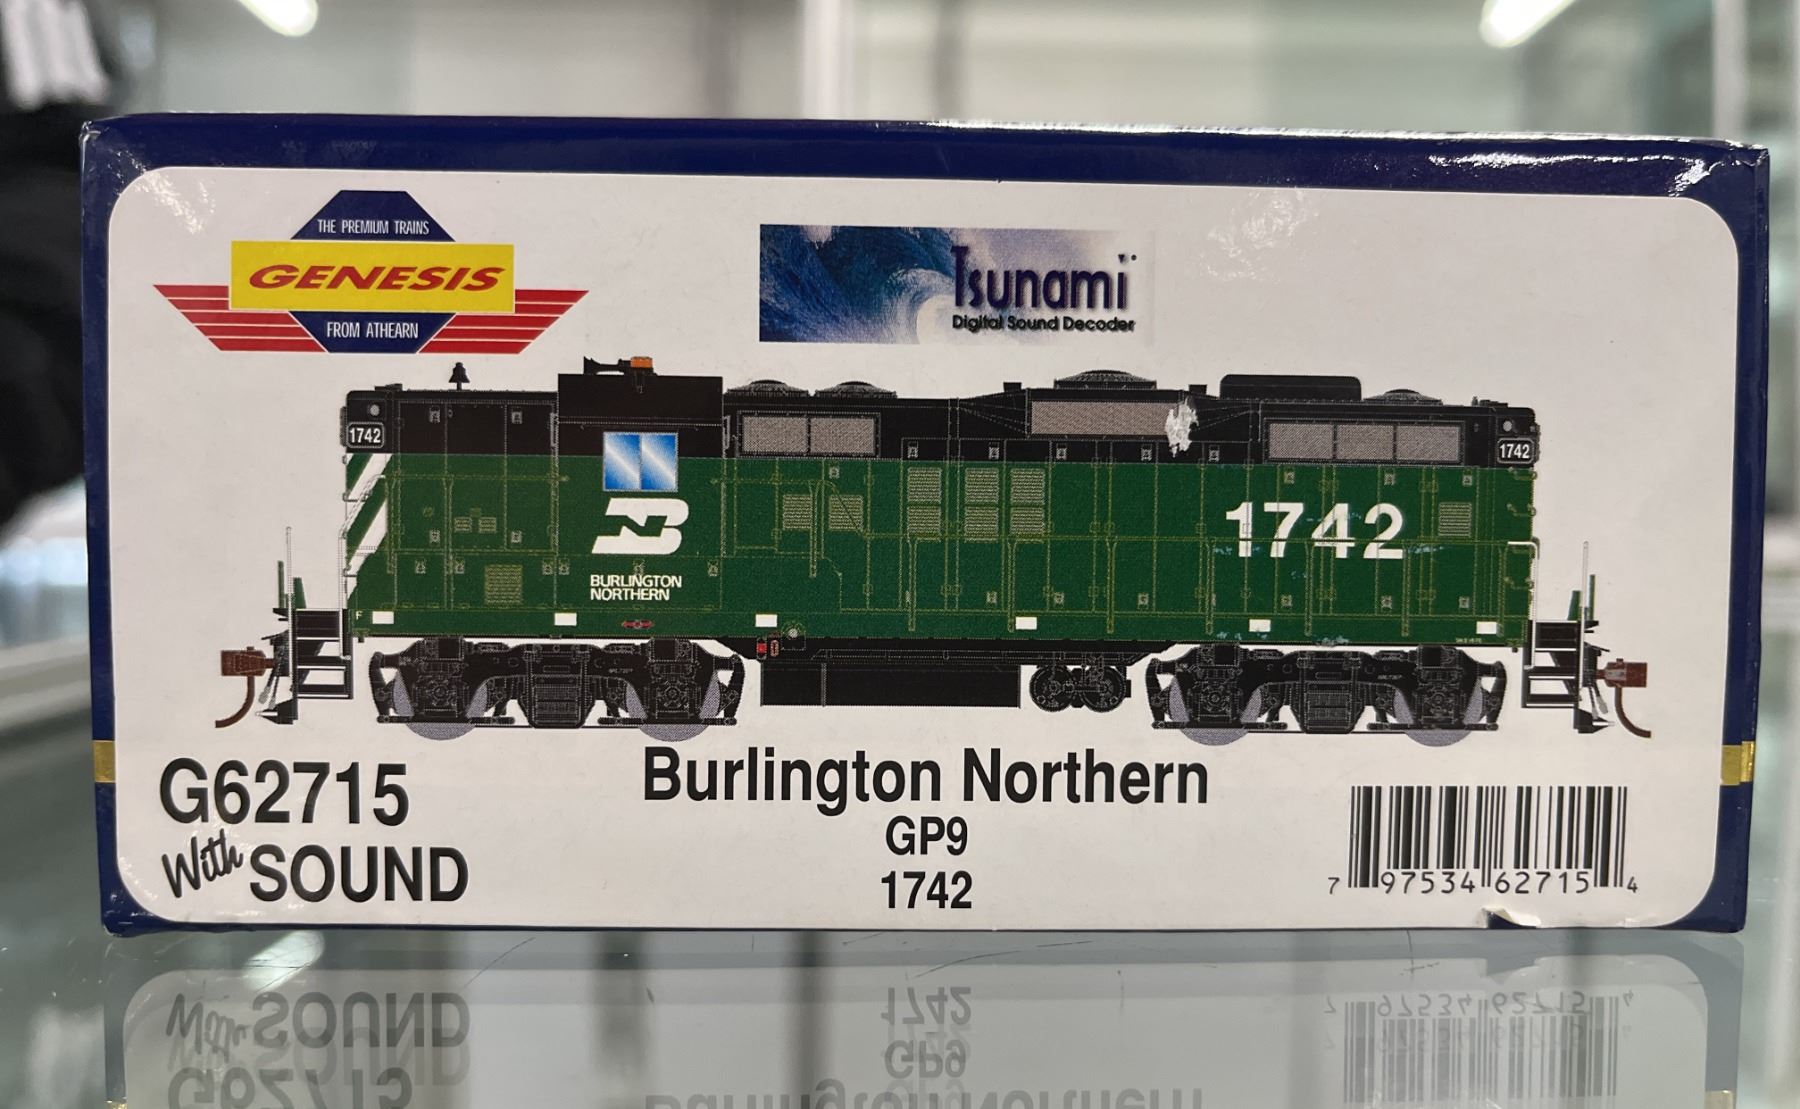 THE PREMIUM TRAINS
GENESIS
FROM ATHEARN
Tsunami
Digital Sound Decoder
1742
1742
1742
BURLINGTON
NORTHERN
F
G62715
With SOUND
Burlington Northern
GP9
1742
7 97534 62715 4